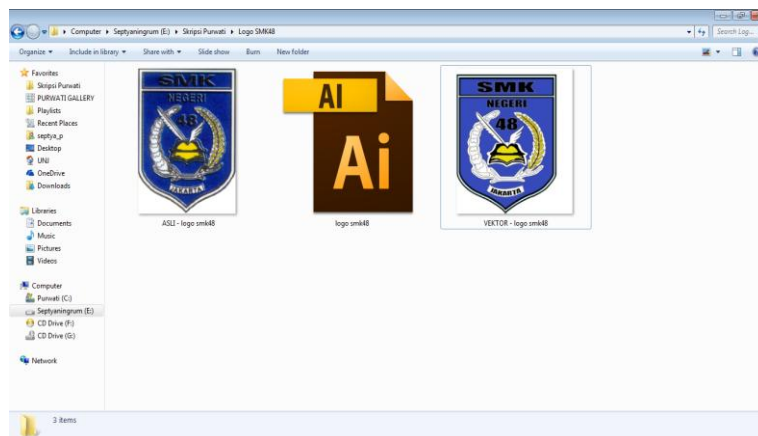 Computer ▸ Septyaningrum (E:) ▸ Skripsi Purwati ▸ Logo SMK48
Search Log...
Organize Include in library Share with Slide show Burn New folder
Favorites
Skripsi Purwati
PURWATI GALLERY
Playlists
Recent Places
septya_p
Desktop
UNJ
OneDrive
Downloads
Libraries
Documents
Music
Pictures
Videos
Computer
Purwati (C:)
Septyaningrum (E:)
CD Drive (F:)
CD Drive (G:)
Network
SMK
NEGERI
48
JAKARTA
ASLI - logo smk48
AI
Ai
logo smk48
SMK
NEGERI
48
JAKARTA
VEKTOR - logo smk48
3 items